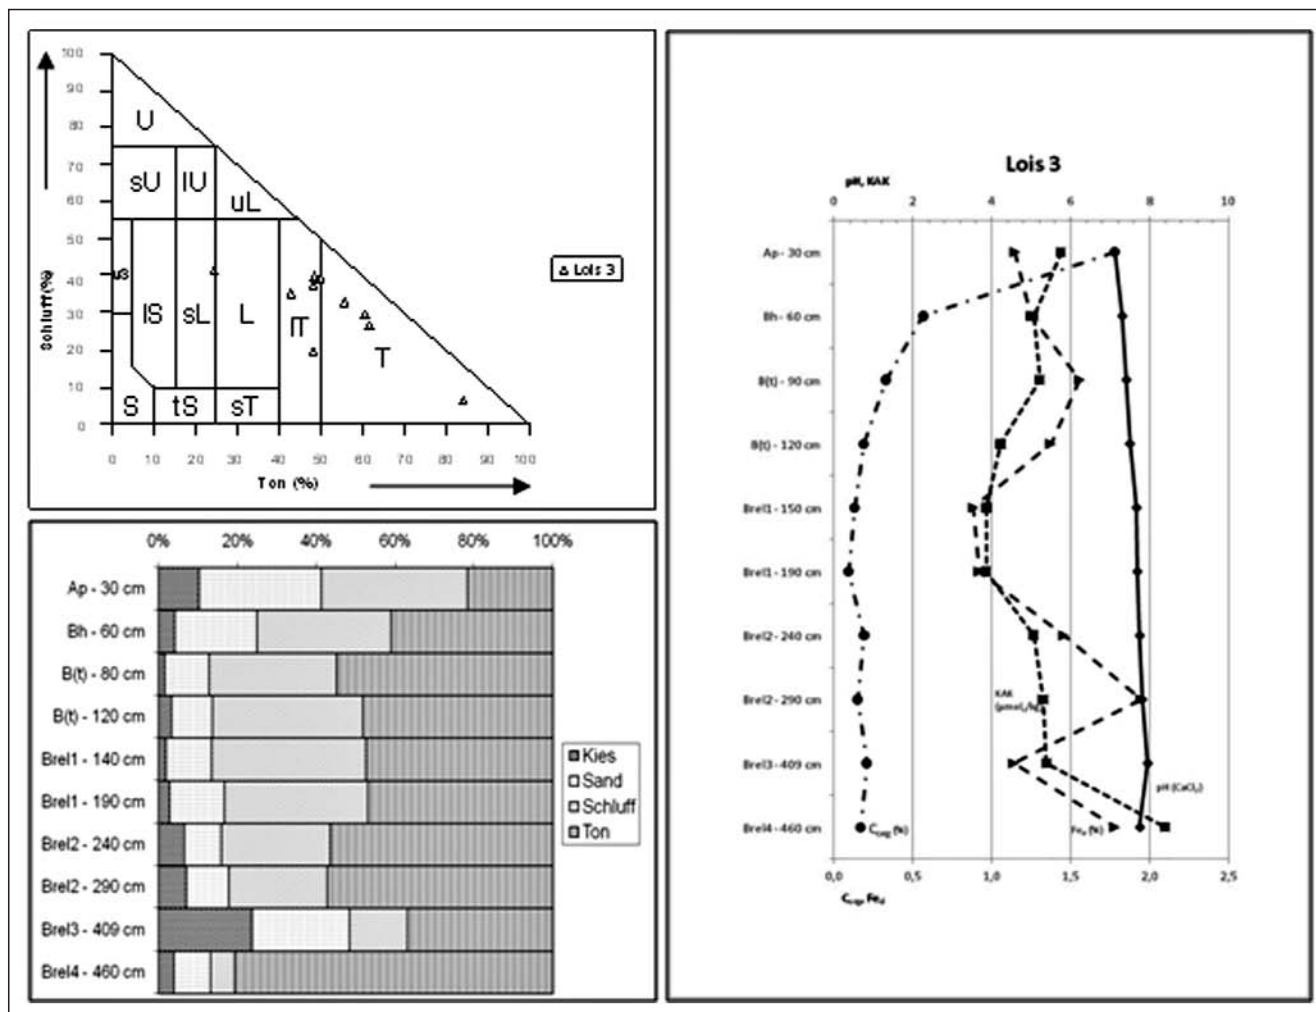 100
90
80
70
60
50
40
30
20
10
0
Schluff(%)
U
sU
lU
uL
lS
sL
L
lT
T
S
tS
sT
0 10 20 30 40 50 60 70 80 90 100
Ton (%)
Lois 3
0% 20% 40% 60% 80% 100%
Ap - 30 cm
Bh - 60 cm
B(t) - 80 cm
B(t) - 120 cm
Brel1 - 140 cm
Brel1 - 190 cm
Brel2 - 240 cm
Brel2 - 290 cm
Brel3 - 409 cm
Brel4 - 460 cm
Kies
Sand
Schluff
Ton
Lois 3
pH, KAK
0 2 4 6 8 10
Ap - 30 cm
Bh - 60 cm
B(t) - 90 cm
B(t) - 120 cm
Brel1 - 150 cm
Brel1 - 190 cm
Brel2 - 240 cm
Brel2 - 290 cm
Brel3 - 409 cm
Brel4 - 460 cm
KAK
pH (CaCl₂)
Corg (%)
Fed (%)
0,0 0,5 1,0 1,5 2,0 2,5
Corg, Fed